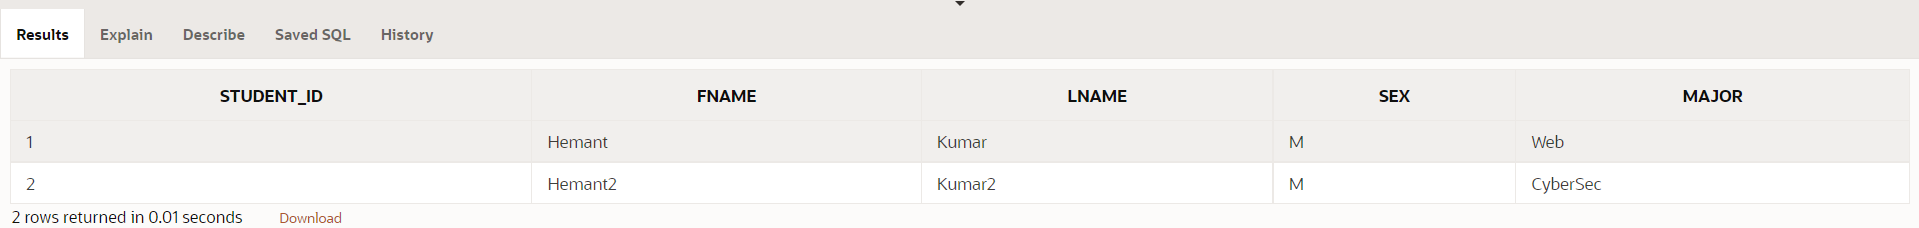 Results Explain Describe Saved SQL History
STUDENT_ID FNAME LNAME SEX MAJOR
1 Hemant Kumar M Web
2 Hemant2 Kumar2 M CyberSec
2 rows returned in 0.01 seconds Download